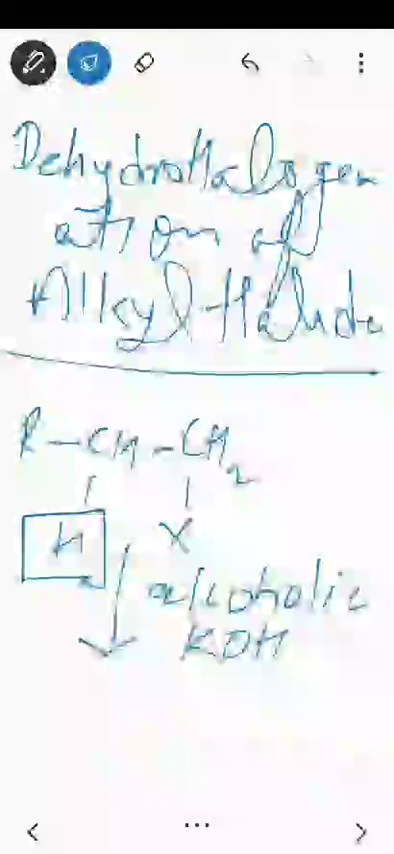 Dehydrohalogen
ation of
Alkyl Halide
R-CH-CH2
| |
H X
alcoholic
KOH